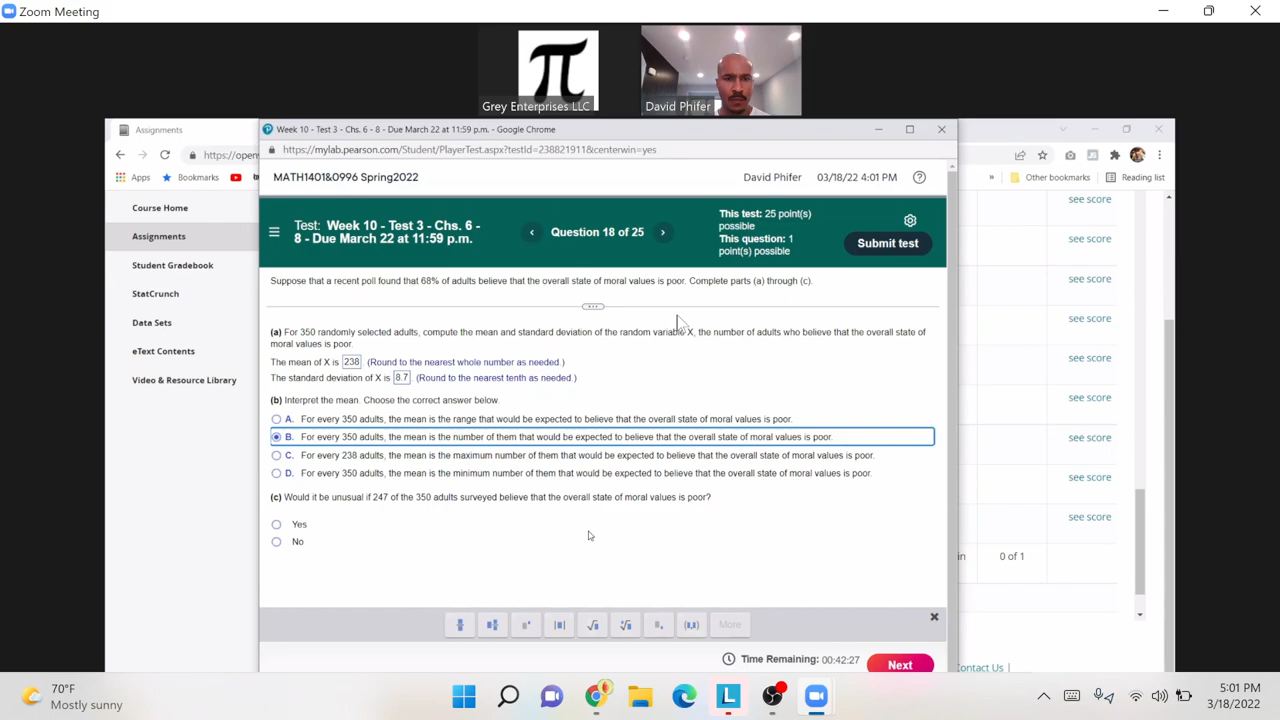 Zoom Meeting
Grey Enterprises LLC
David Phifer
Assignments
Week 10 - Test 3 - Chs. 6 - 8 - Due March 22 at 11:59 p.m. - Google Chrome
https://open
https://mylab.pearson.com/Student/PlayerTest.aspx?testId=238821911&centerwin=yes
Apps
Bookmarks
»
Other bookmarks
Reading list
MATH1401&0996 Spring2022
David Phifer
03/18/22 4:01 PM
Course Home
Assignments
Student Gradebook
StatCrunch
Data Sets
eText Contents
Video & Resource Library
Test: Week 10 - Test 3 - Chs. 6 -
8 - Due March 22 at 11:59 p.m.
Question 18 of 25
This test: 25 point(s)
possible
This question: 1
point(s) possible
Submit test
Suppose that a recent poll found that 68% of adults believe that the overall state of moral values is poor. Complete parts (a) through (c).
(a) For 350 randomly selected adults, compute the mean and standard deviation of the random variable X, the number of adults who believe that the overall state of
moral values is poor.
The mean of X is 238 (Round to the nearest whole number as needed.)
The standard deviation of X is 8.7 (Round to the nearest tenth as needed.)
(b) Interpret the mean. Choose the correct answer below.
A. For every 350 adults, the mean is the range that would be expected to believe that the overall state of moral values is poor.
B. For every 350 adults, the mean is the number of them that would be expected to believe that the overall state of moral values is poor.
C. For every 238 adults, the mean is the maximum number of them that would be expected to believe that the overall state of moral values is poor.
D. For every 350 adults, the mean is the minimum number of them that would be expected to believe that the overall state of moral values is poor.
(c) Would it be unusual if 247 of the 350 adults surveyed believe that the overall state of moral values is poor?
Yes
No
More
Time Remaining: 00:42:27
Next
see score
see score
see score
see score
see score
see score
see score
see score
see score
in
0 of 1
Contact Us |
70°F
Mostly sunny
5:01 PM
3/18/2022